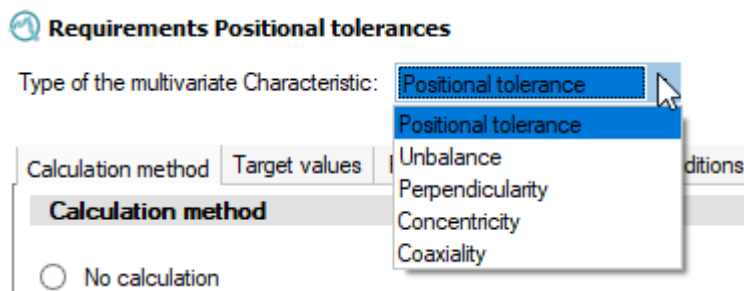 Requirements Positional tolerances
Type of the multivariate Characteristic: Positional tolerance
Positional tolerance
Unbalance
Perpendicularity
Concentricity
Coaxiality
Calculation method Target values
Calculation method
No calculation